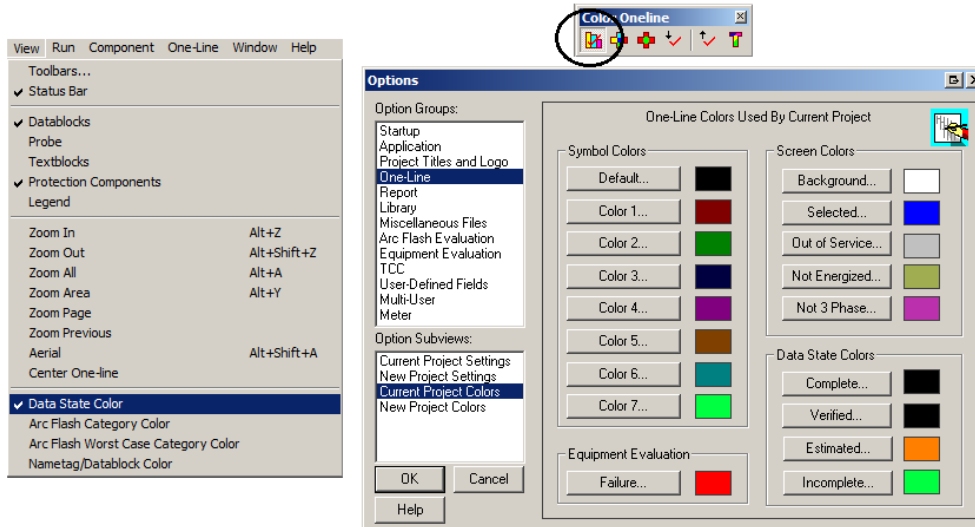 Color Oneline
View Run Component One-Line Window Help
Toolbars...
Status Bar
Datablocks
Probe
Textblocks
Protection Components
Legend
Zoom In Alt+Z
Zoom Out Alt+Shift+Z
Zoom All Alt+A
Zoom Area Alt+Y
Zoom Page
Zoom Previous
Aerial Alt+Shift+A
Center One-line
Data State Color
Arc Flash Category Color
Arc Flash Worst Case Category Color
Nametag/Datablock Color
Options
Option Groups:
Startup
Application
Project Titles and Logo
One-Line
Report
Library
Miscellaneous Files
Arc Flash Evaluation
Equipment Evaluation
TCC
User-Defined Fields
Multi-User
Meter
Option Subviews:
Current Project Settings
New Project Settings
Current Project Colors
New Project Colors
OK Cancel
Help
One-Line Colors Used By Current Project
Symbol Colors
Default...
Color 1...
Color 2...
Color 3...
Color 4...
Color 5...
Color 6...
Color 7...
Equipment Evaluation
Failure...
Screen Colors
Background...
Selected...
Out of Service...
Not Energized...
Not 3 Phase...
Data State Colors
Complete...
Verified...
Estimated...
Incomplete...